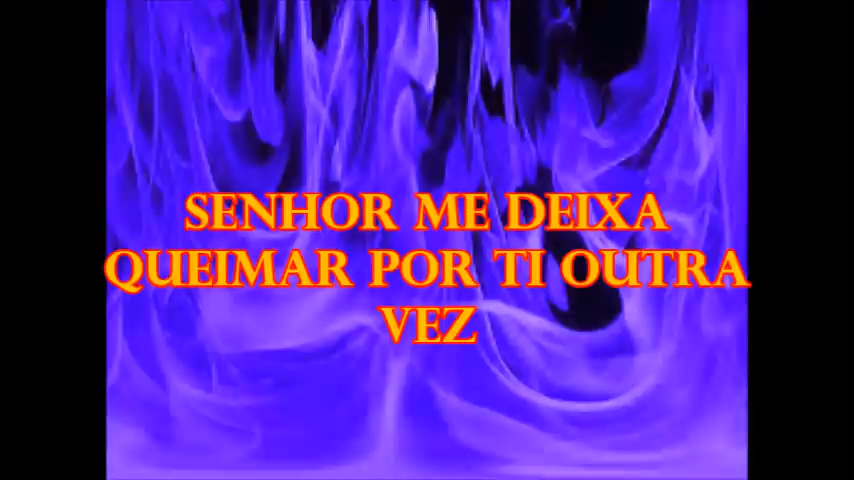 SENHOR ME DEIXA
QUEIMAR POR TI OUTRA
VEZ